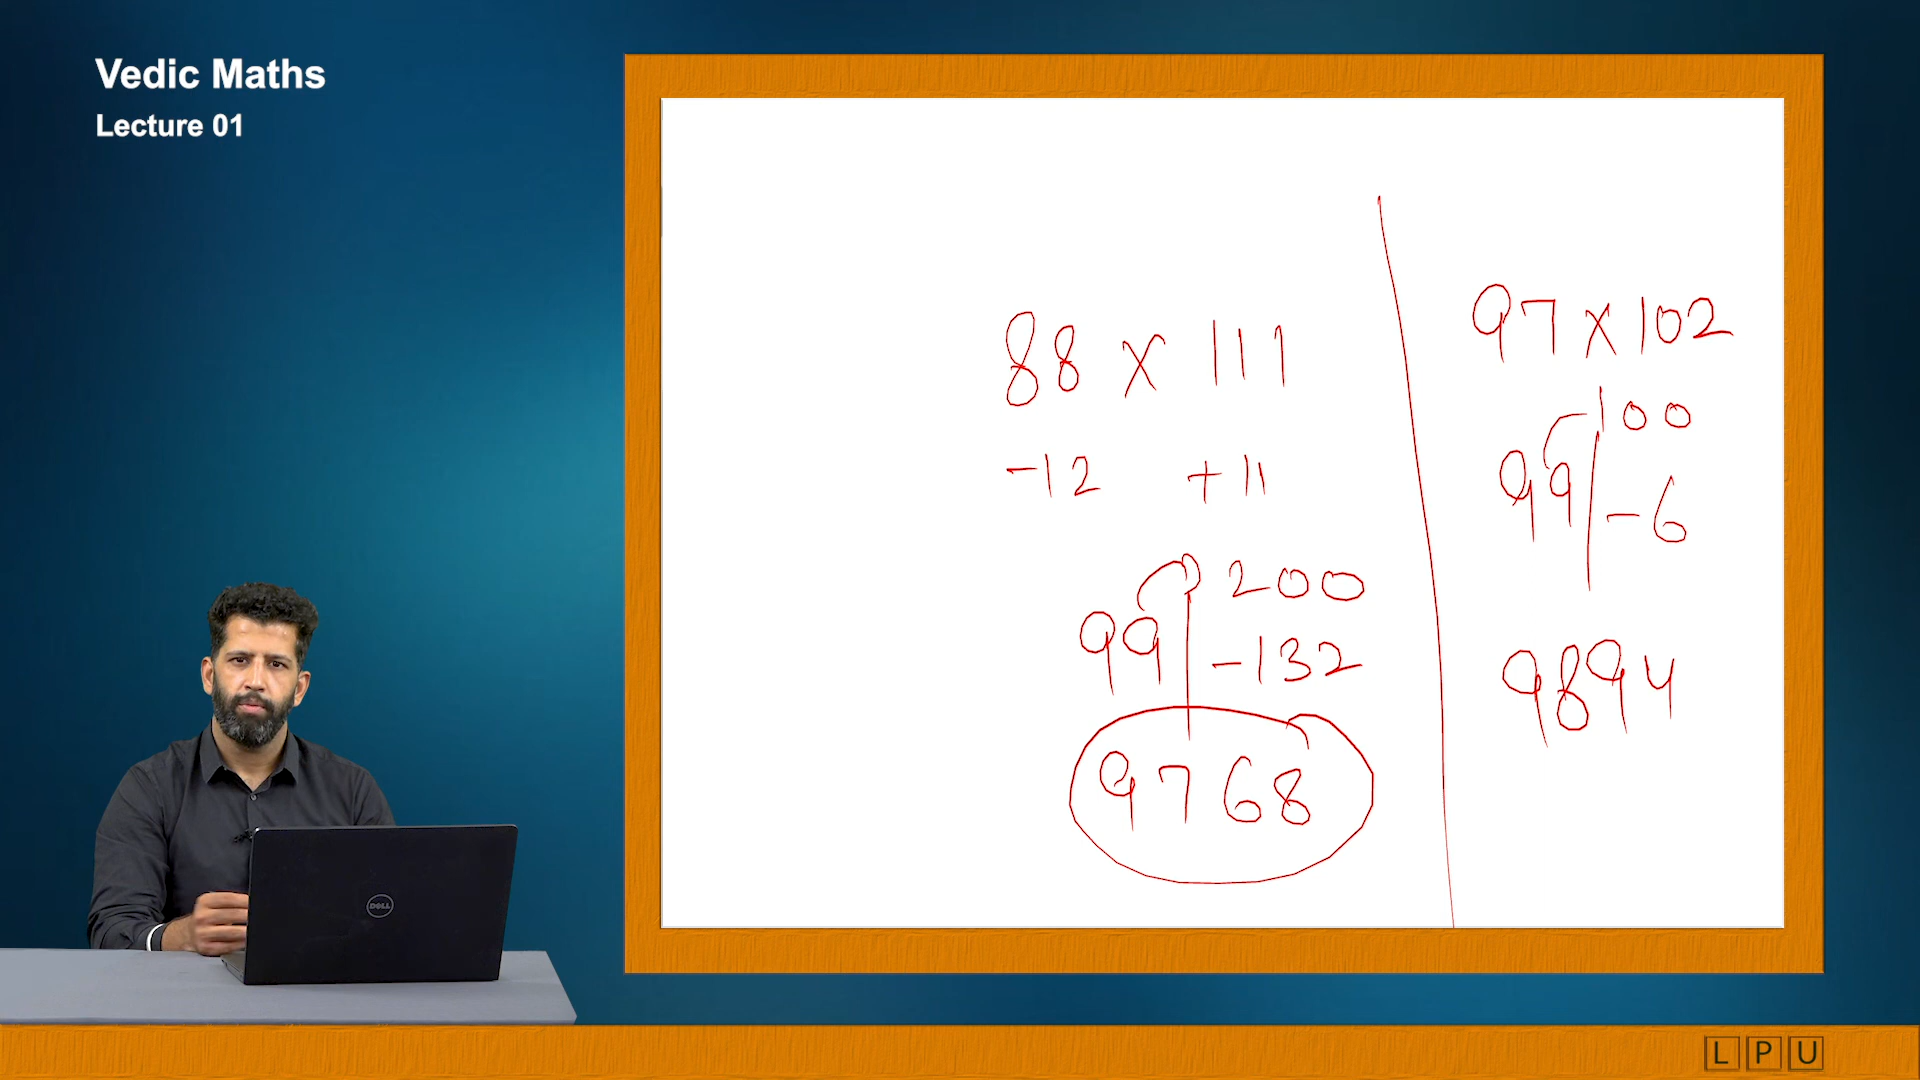 Vedic Maths
Lecture 01
88 x 111
-12 +11
200
99 -132
9768
97 x 102
100
99 -6
9894
DELL
LPU